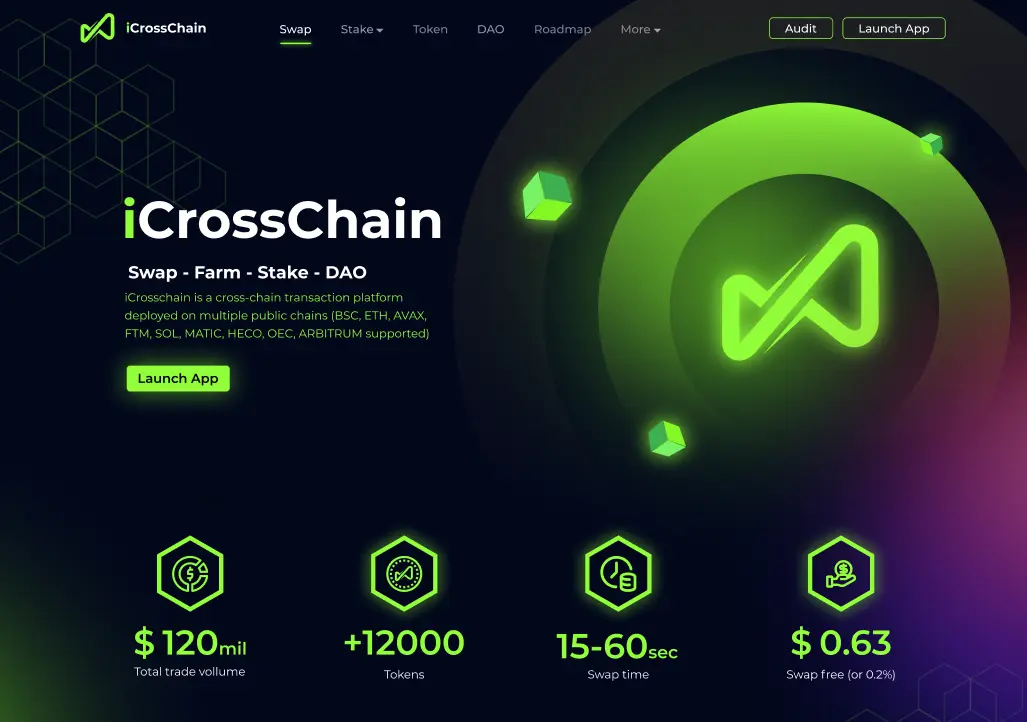 iCrossChain
Swap
Stake
Token
DAO
Roadmap
More
Audit
Launch App
iCrossChain
Swap - Farm - Stake - DAO
iCrosschain is a cross-chain transaction platform
deployed on multiple public chains (BSC, ETH, AVAX,
FTM, SOL, MATIC, HECO, OEC, ARBITRUM supported)
Launch App
$ 120mil
Total trade vollume
+12000
Tokens
15-60sec
Swap time
$ 0.63
Swap free (or 0.2%)